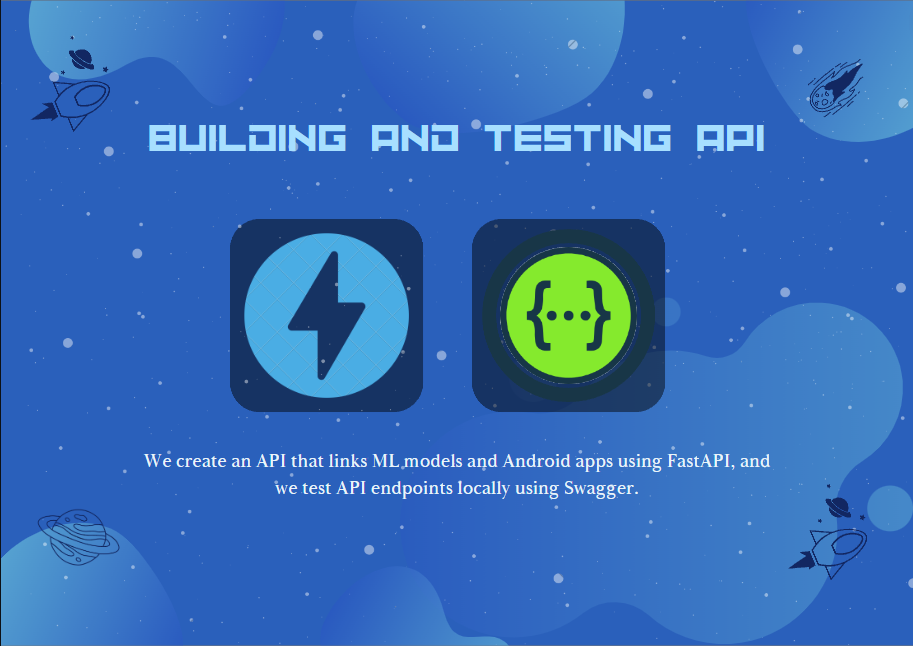 BUILDING AND TESTING API
{...}
We create an API that links ML models and Android apps using FastAPI, and
we test API endpoints locally using Swagger.